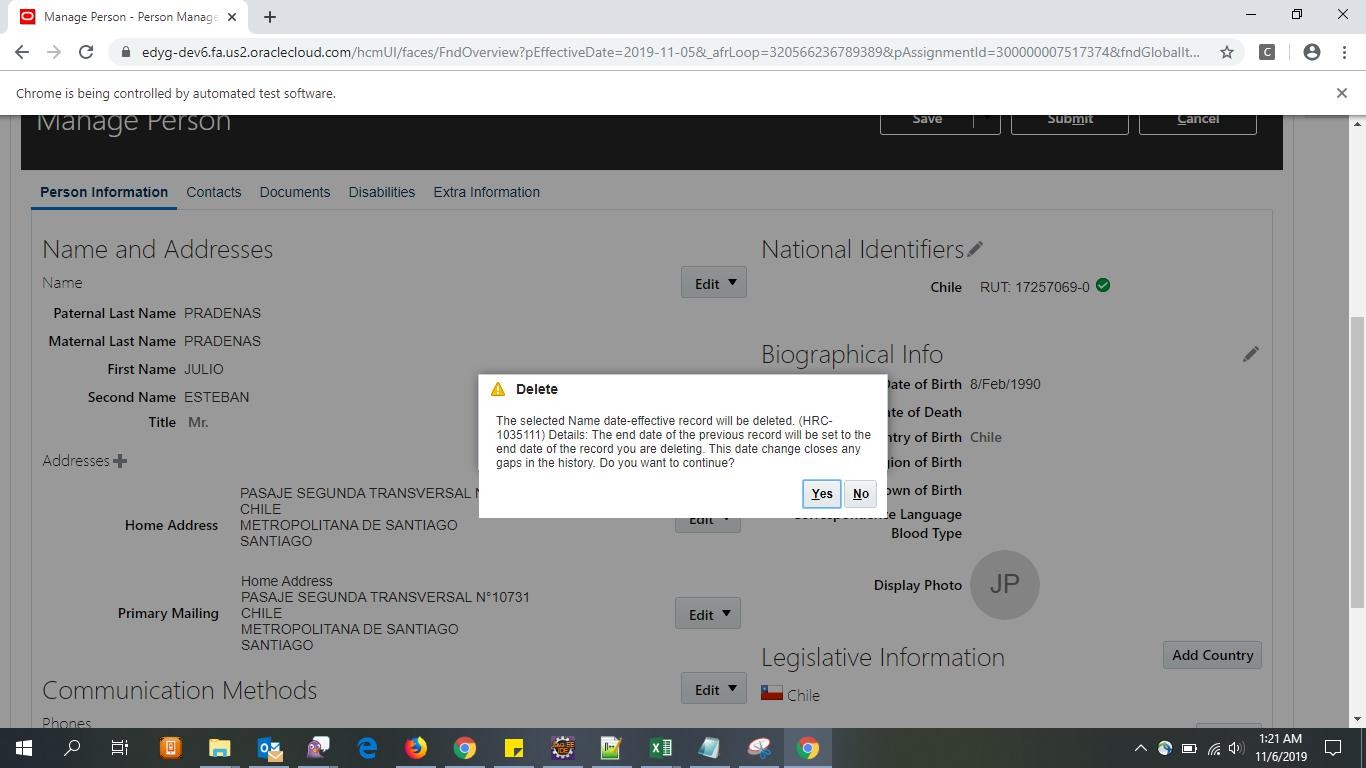 Manage Person - Person Manage
edyg-dev6.fa.us2.oraclecloud.com/hcmUI/faces/FndOverview?pEffectiveDate=2019-11-05&_afrLoop=320566236789389&pAssignmentId=300000007517374&fndGlobalIt...
C
Chrome is being controlled by automated test software.
Manage Person
Save
Submit
Cancel
Person Information
Contacts
Documents
Disabilities
Extra Information
Name and Addresses
Name
Edit
Paternal Last Name PRADENAS
Maternal Last Name PRADENAS
First Name JULIO
Second Name ESTEBAN
Title Mr.
Addresses
Home Address
PASAJE SEGUNDA TRANSVERSAL
CHILE
METROPOLITANA DE SANTIAGO
SANTIAGO
Edit
Primary Mailing
Home Address
PASAJE SEGUNDA TRANSVERSAL N°10731
CHILE
METROPOLITANA DE SANTIAGO
SANTIAGO
Edit
Communication Methods
Edit
Phones
Delete
The selected Name date-effective record will be deleted. (HRC-
1035111) Details: The end date of the previous record will be set to the
end date of the record you are deleting. This date change closes any
gaps in the history. Do you want to continue?
Yes
No
National Identifiers
Chile RUT: 17257069-0
Biographical Info
Date of Birth 8/Feb/1990
ate of Death
ntry of Birth Chile
gion of Birth
own of Birth
Correspondence Language
Blood Type
Display Photo JP
Legislative Information
Add Country
Chile
1:21 AM
11/6/2019